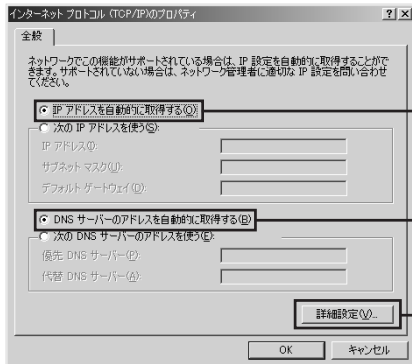 インターネット プロトコル (TCP/IP)のプロパティ
全般
ネットワークでこの機能がサポートされている場合は、IP 設定を自動的に取得することがで
きます。サポートされていない場合は、ネットワーク管理者に適切な IP 設定を問い合わせ
てください。
IP アドレスを自動的に取得する(O)
次の IP アドレスを使う(S):
IP アドレス(I):
サブネット マスク(U):
デフォルト ゲートウェイ(D):
DNS サーバーのアドレスを自動的に取得する(B)
次の DNS サーバーのアドレスを使う(E):
優先 DNS サーバー(P):
代替 DNS サーバー(A):
詳細設定(V)...
OK
キャンセル